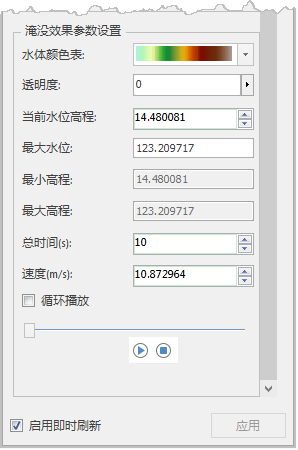 淹没效果参数设置
水体颜色表:
透明度: 0
当前水位高程: 14.480081
最大水位: 123.209717
最小高程: 14.480081
最大高程: 123.209717
总时间(s): 10
速度(m/s): 10.872964
循环播放
启用即时刷新 应用